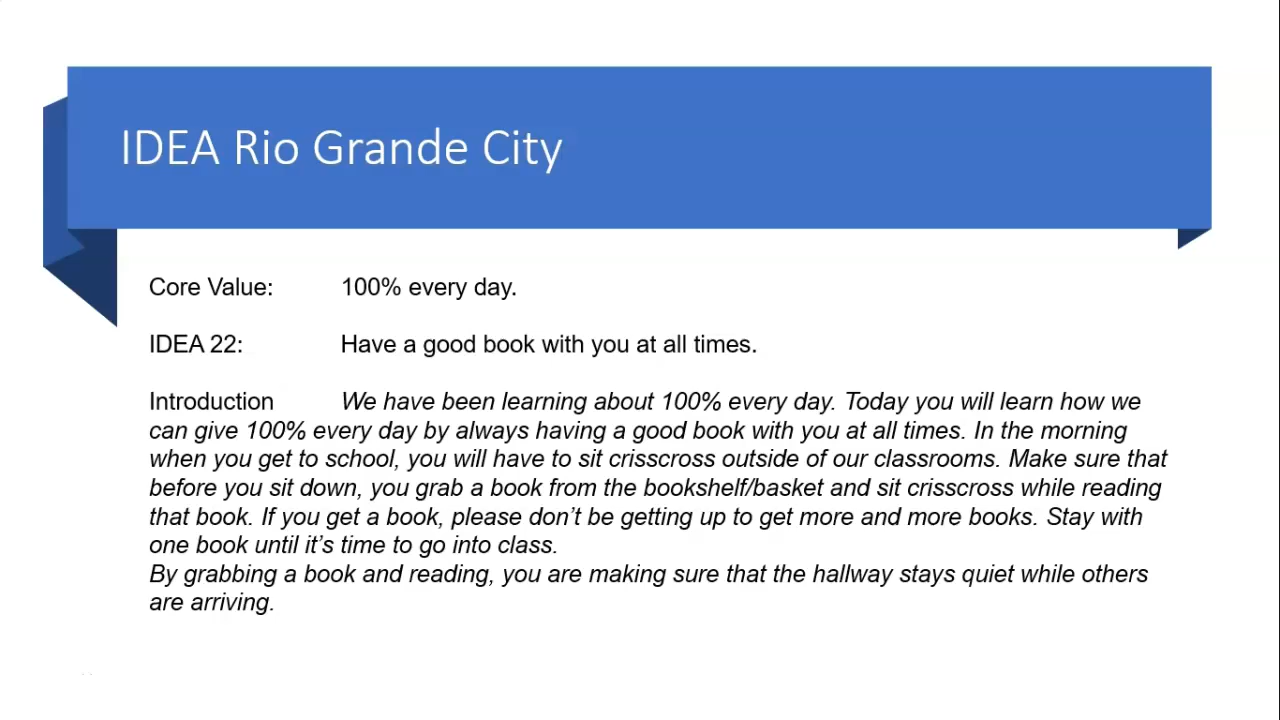 IDEA Rio Grande City
Core Value: 100% every day.
IDEA 22: Have a good book with you at all times.
Introduction We have been learning about 100% every day. Today you will learn how we
can give 100% every day by always having a good book with you at all times. In the morning
when you get to school, you will have to sit crisscross outside of our classrooms. Make sure that
before you sit down, you grab a book from the bookshelf/basket and sit crisscross while reading
that book. If you get a book, please don’t be getting up to get more and more books. Stay with
one book until it’s time to go into class.
By grabbing a book and reading, you are making sure that the hallway stays quiet while others
are arriving.